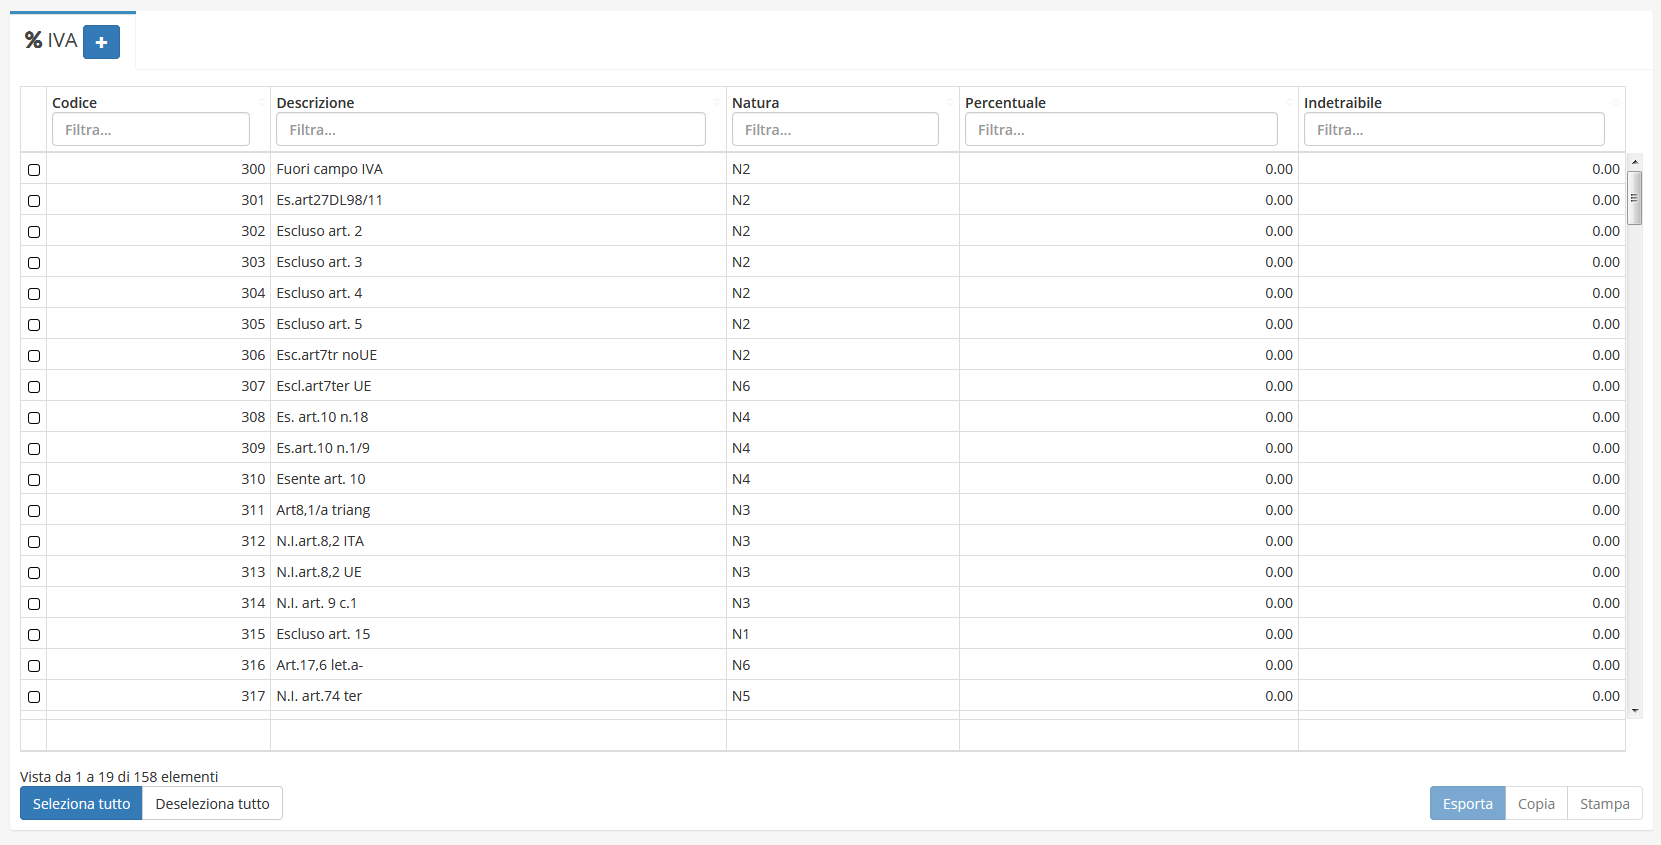 % IVA +
Codice Descrizione Natura Percentuale Indetraibile
Filtra... Filtra... Filtra... Filtra... Filtra...
300 Fuori campo IVA N2 0.00 0.00
301 Es.art27DL98/11 N2 0.00 0.00
302 Escluso art. 2 N2 0.00 0.00
303 Escluso art. 3 N2 0.00 0.00
304 Escluso art. 4 N2 0.00 0.00
305 Escluso art. 5 N2 0.00 0.00
306 Esc.art7tr noUE N2 0.00 0.00
307 Escl.art7ter UE N6 0.00 0.00
308 Es. art.10 n.18 N4 0.00 0.00
309 Es.art.10 n.1/9 N4 0.00 0.00
310 Esente art. 10 N4 0.00 0.00
311 Art8,1/a triang N3 0.00 0.00
312 N.I.art.8,2 ITA N3 0.00 0.00
313 N.I.art.8,2 UE N3 0.00 0.00
314 N.I. art. 9 c.1 N3 0.00 0.00
315 Escluso art. 15 N1 0.00 0.00
316 Art.17,6 let.a- N6 0.00 0.00
317 N.I. art.74 ter N5 0.00 0.00
Vista da 1 a 19 di 158 elementi
Seleziona tutto Deseleziona tutto Esporta Copia Stampa